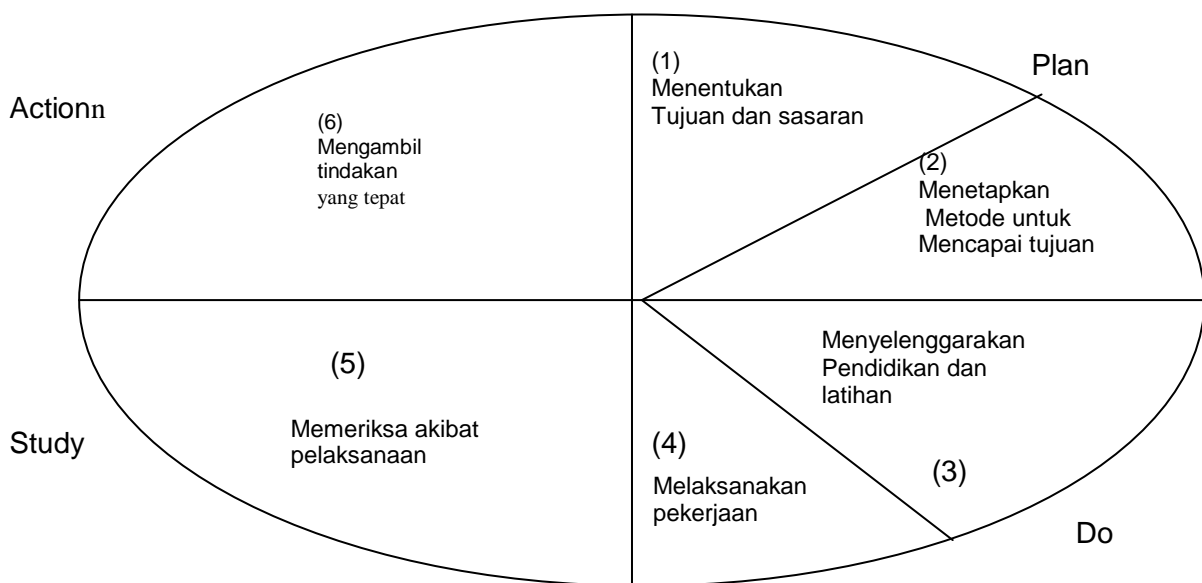 (1)
Menentukan
Tujuan dan sasaran
Plan
(2)
Menetapkan
Metode untuk
Mencapai tujuan
Menyelenggarakan
Pendidikan dan
latihan
(3)
Do
(4)
Melaksanakan
pekerjaan
(5)
Memeriksa akibat
pelaksanaan
Study
(6)
Mengambil
tindakan
yang tepat
Actionn